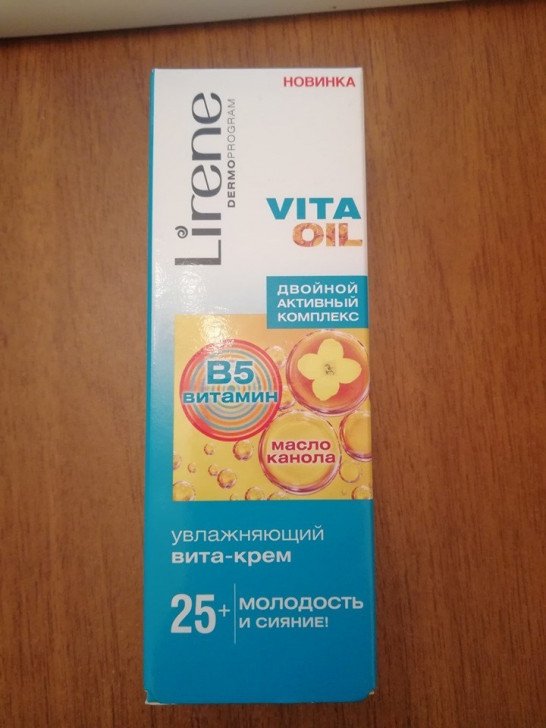 НОВИНКА
Lirene
DERMOPROGRAM
VITA
OIL
ДВОЙНОЙ
АКТИВНЫЙ
КОМПЛЕКС
B5
ВИТАМИН
МАСЛО
КАНОЛА
увлажняющий
вита-крем
25+
МОЛОДОСТЬ
И СИЯНИЕ!